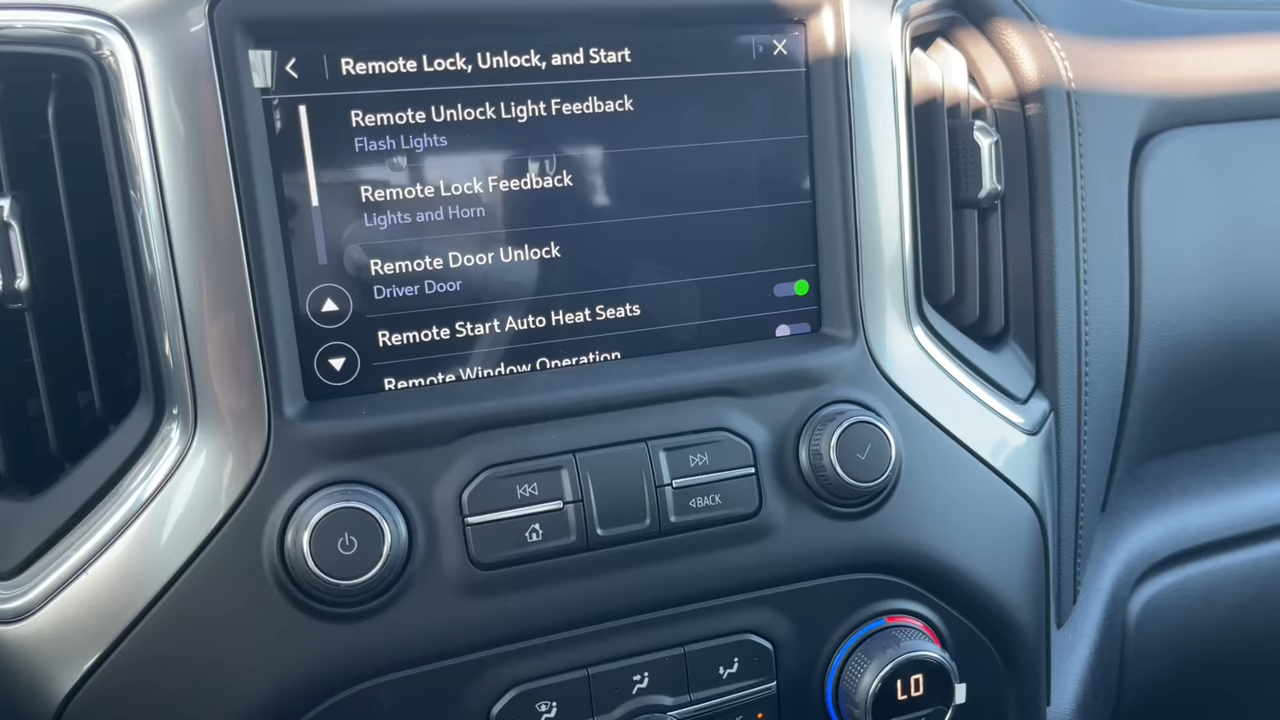 Remote Lock, Unlock, and Start
Remote Unlock Light Feedback
Flash Lights
Remote Lock Feedback
Lights and Horn
Remote Door Unlock
Driver Door
Remote Start Auto Heat Seats
Remote Window Operation
BACK
LO